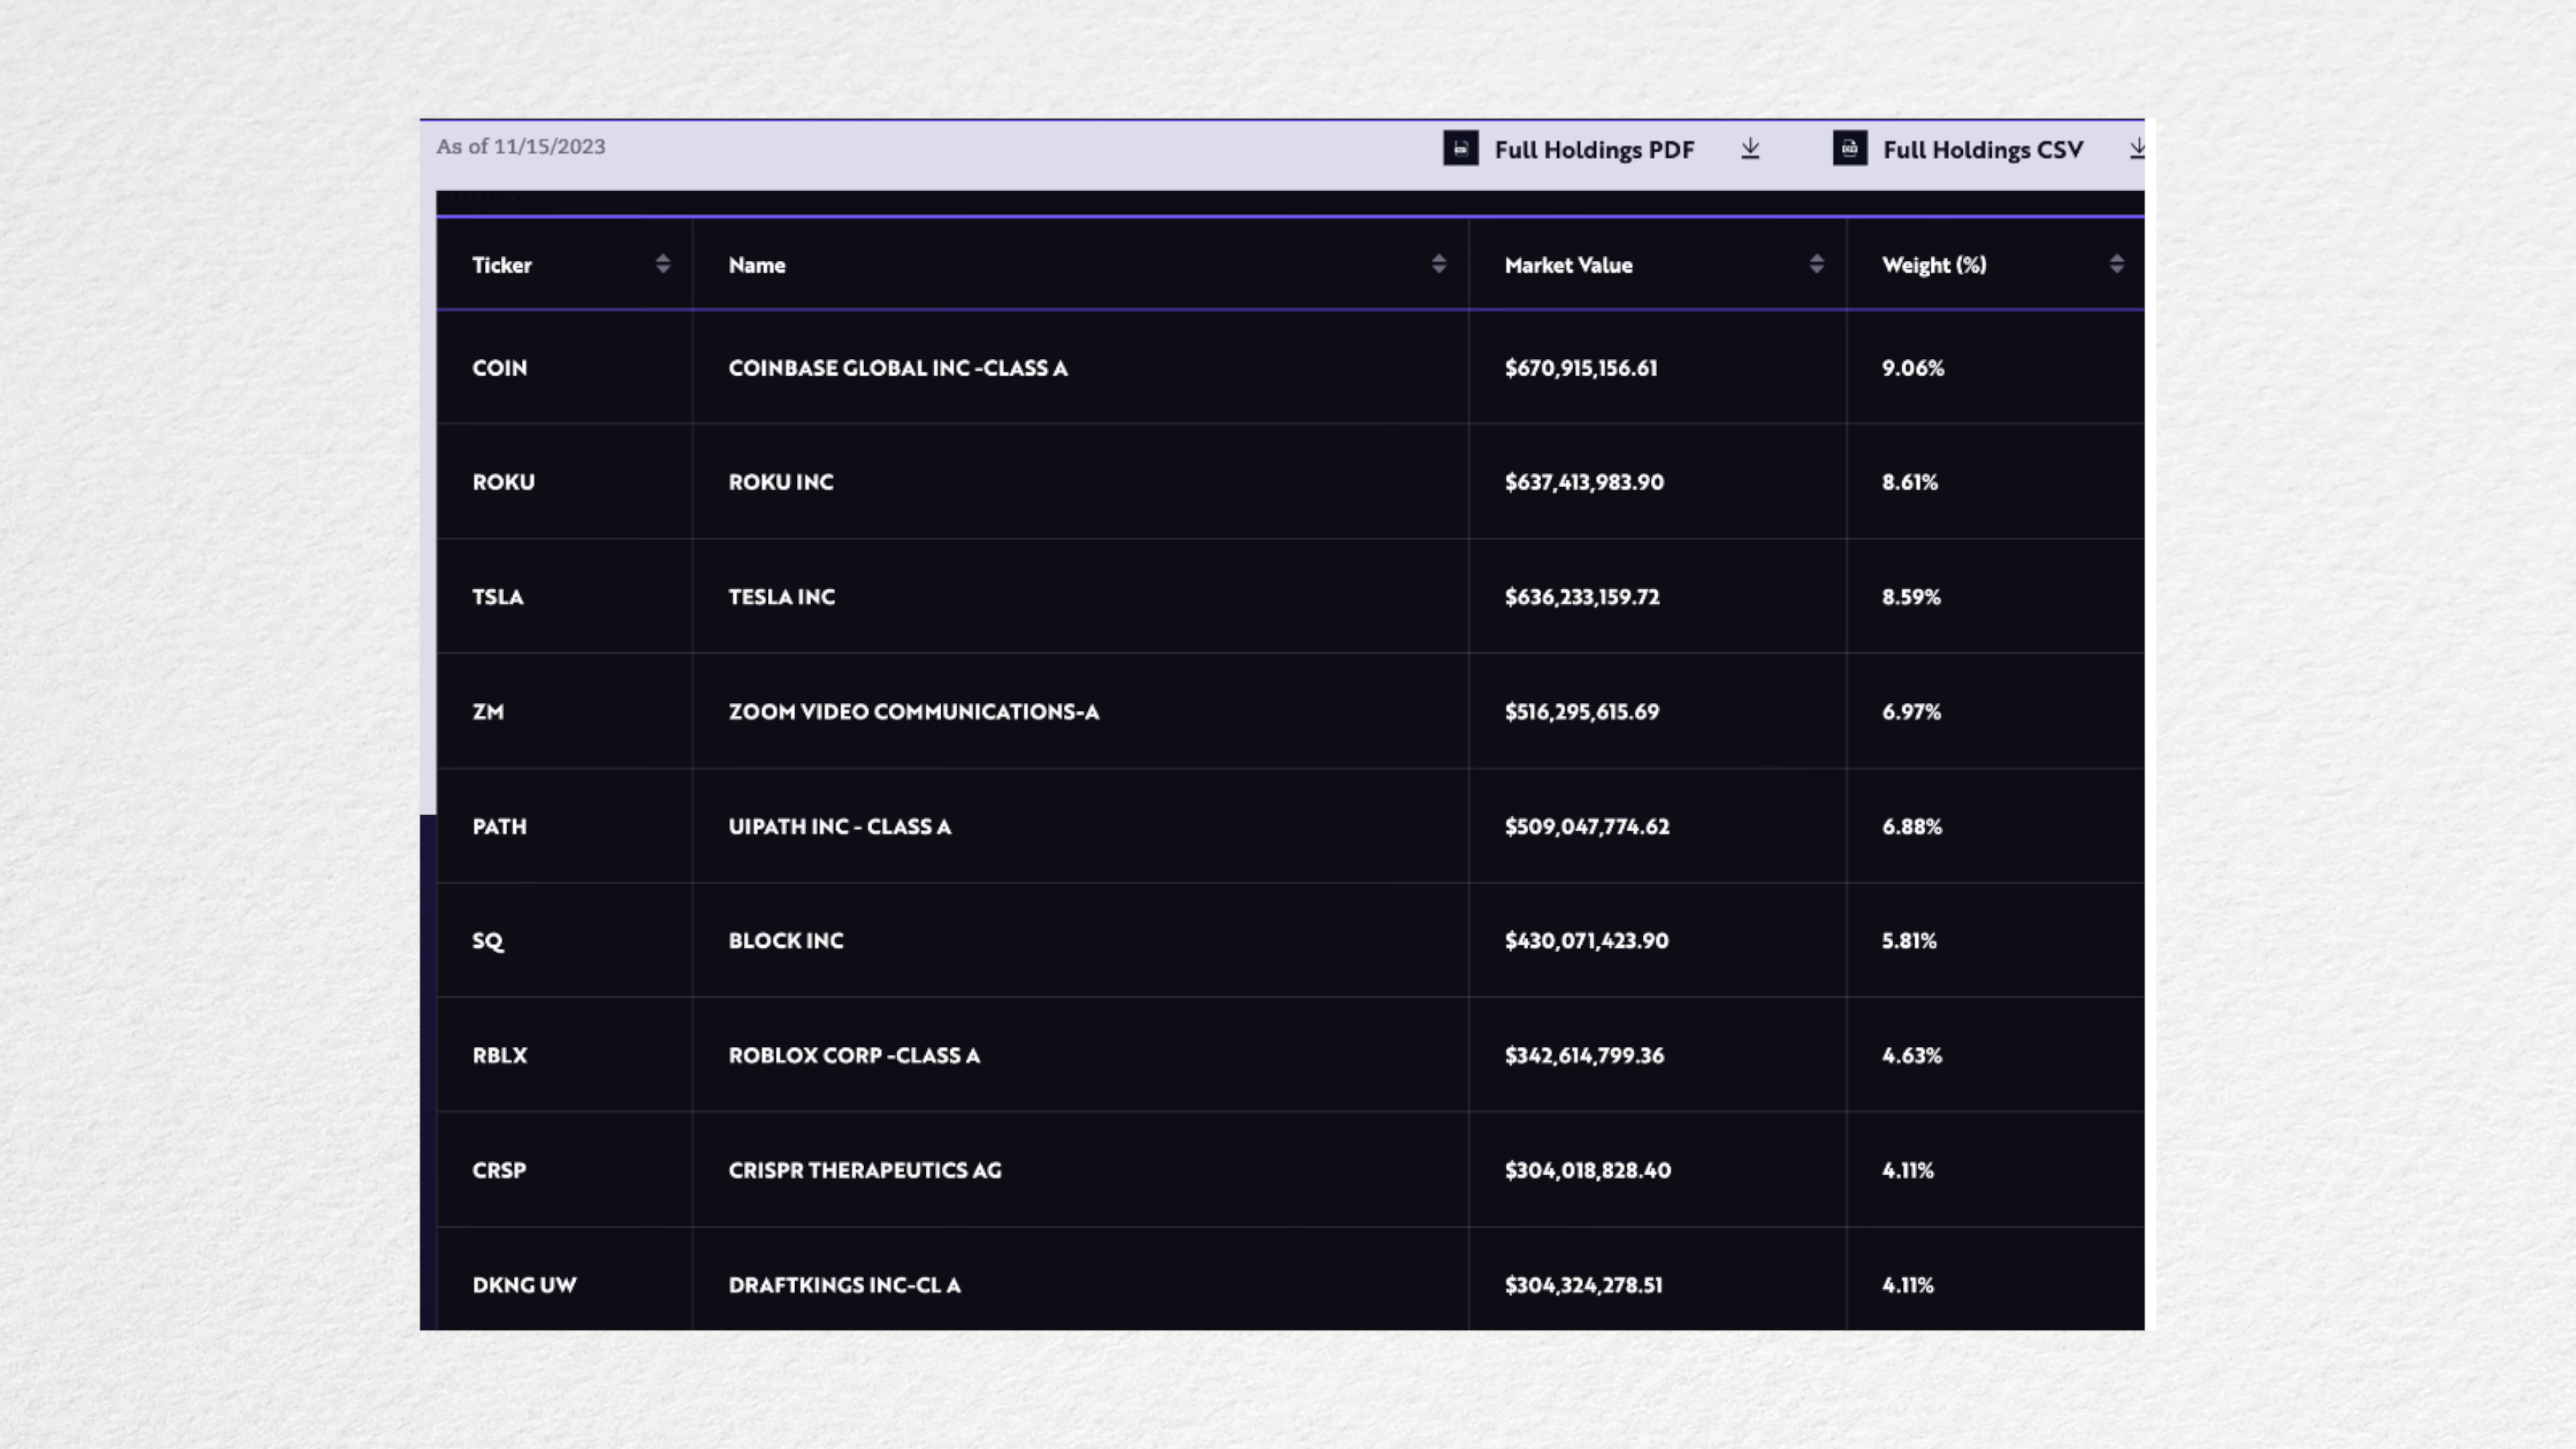 As of 11/15/2023 Full Holdings PDF Full Holdings CSV
Ticker Name Market Value Weight (%)
COIN COINBASE GLOBAL INC -CLASS A $670,915,156.61 9.06%
ROKU ROKU INC $637,413,983.90 8.61%
TSLA TESLA INC $636,233,159.72 8.59%
ZM ZOOM VIDEO COMMUNICATIONS-A $516,295,615.69 6.97%
PATH UIPATH INC - CLASS A $509,047,774.62 6.88%
SQ BLOCK INC $430,071,423.90 5.81%
RBLX ROBLOX CORP -CLASS A $342,614,799.36 4.63%
CRSP CRISPR THERAPEUTICS AG $304,018,828.40 4.11%
DKNG UW DRAFTKINGS INC-CL A $304,324,278.51 4.11%